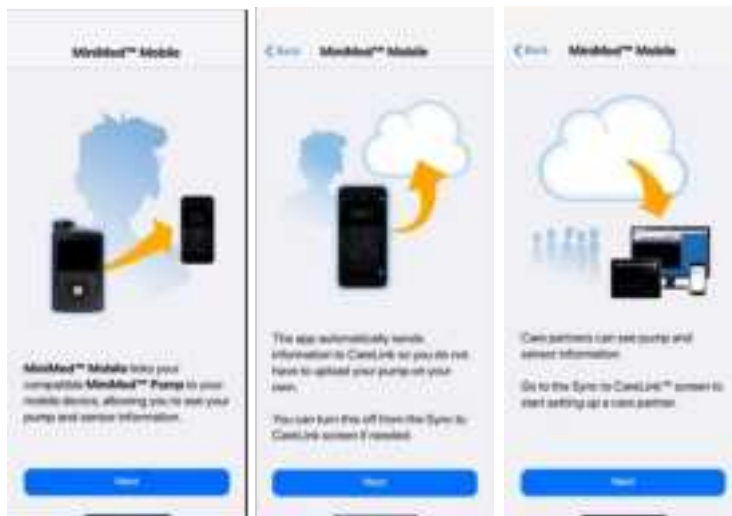 MiniMed™ Mobile
MiniMed™ Mobile links your
compatible MiniMed™ Pump to your
mobile device, allowing you to see your
pump and sensor information.
Next
Back
MiniMed™ Mobile
The app automatically sends
information to CareLink so you do not
have to upload your pump on your
own.
You can turn this off from the Sync to
CareLink screen if needed.
Next
Back
MiniMed™ Mobile
Care partners can see pump and
sensor information.
Go to the Sync to CareLink™ screen to
start setting up a care partner.
Next